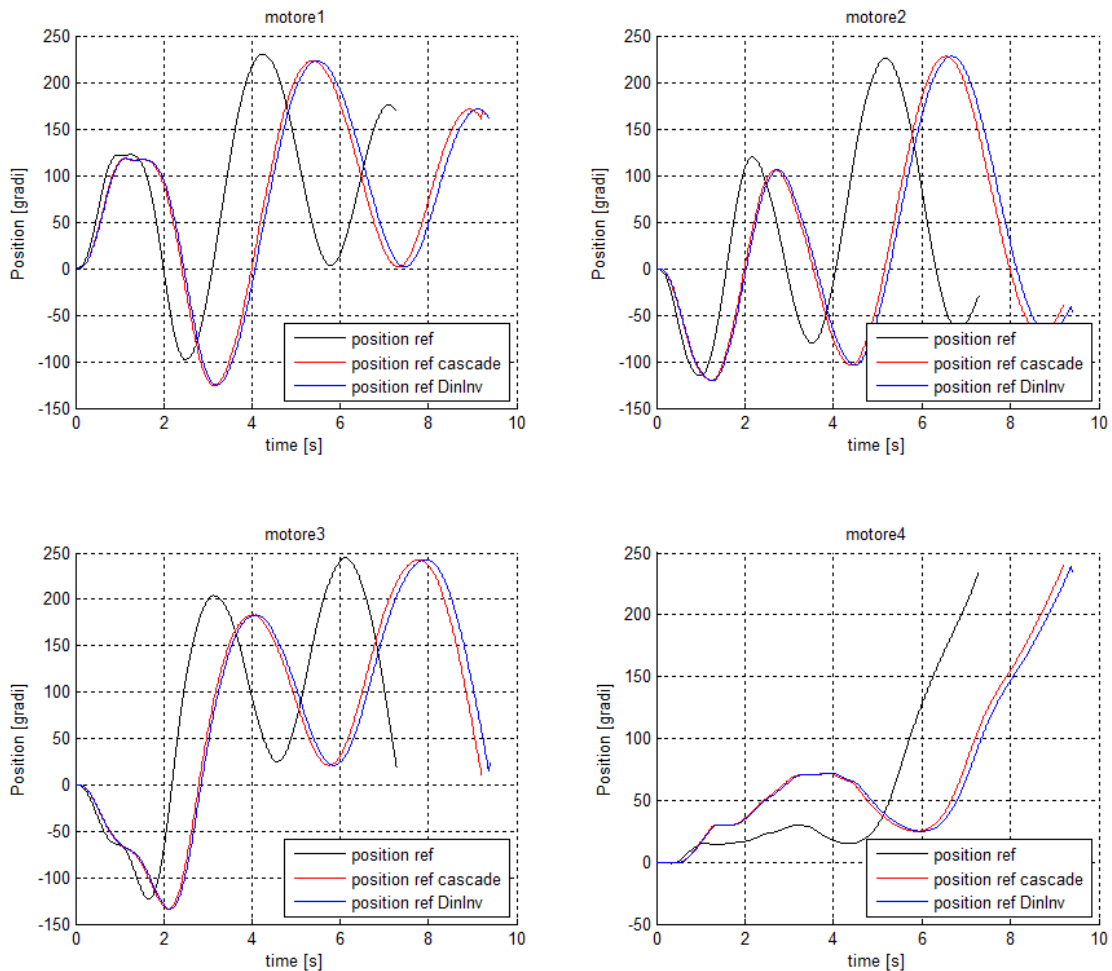 motore1
250
200
150
100
50
0
-50
-100
-150
Position [gradi]
0 2 4 6 8 10
time [s]
position ref
position ref cascade
position ref DinInv
motore2
250
200
150
100
50
0
-50
-100
-150
Position [gradi]
0 2 4 6 8 10
time [s]
position ref
position ref cascade
position ref DinInv
motore3
250
200
150
100
50
0
-50
-100
-150
Position [gradi]
0 2 4 6 8 10
time [s]
position ref
position ref cascade
position ref DinInv
motore4
250
200
150
100
50
0
-50
Position [gradi]
0 2 4 6 8 10
time [s]
position ref
position ref cascade
position ref DinInv